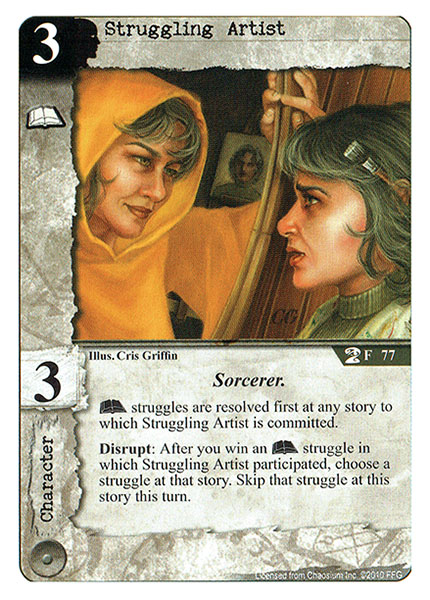 3
Struggling Artist
CG
Illus. Cris Griffin
F 77
3
Sorcerer.
struggles are resolved first at any story to
which Struggling Artist is committed.
Disrupt: After you win an struggle in
which Struggling Artist participated, choose a
struggle at that story. Skip that struggle at this
story this turn.
Character
Licensed from Chaosium Inc. ©2010 FFG